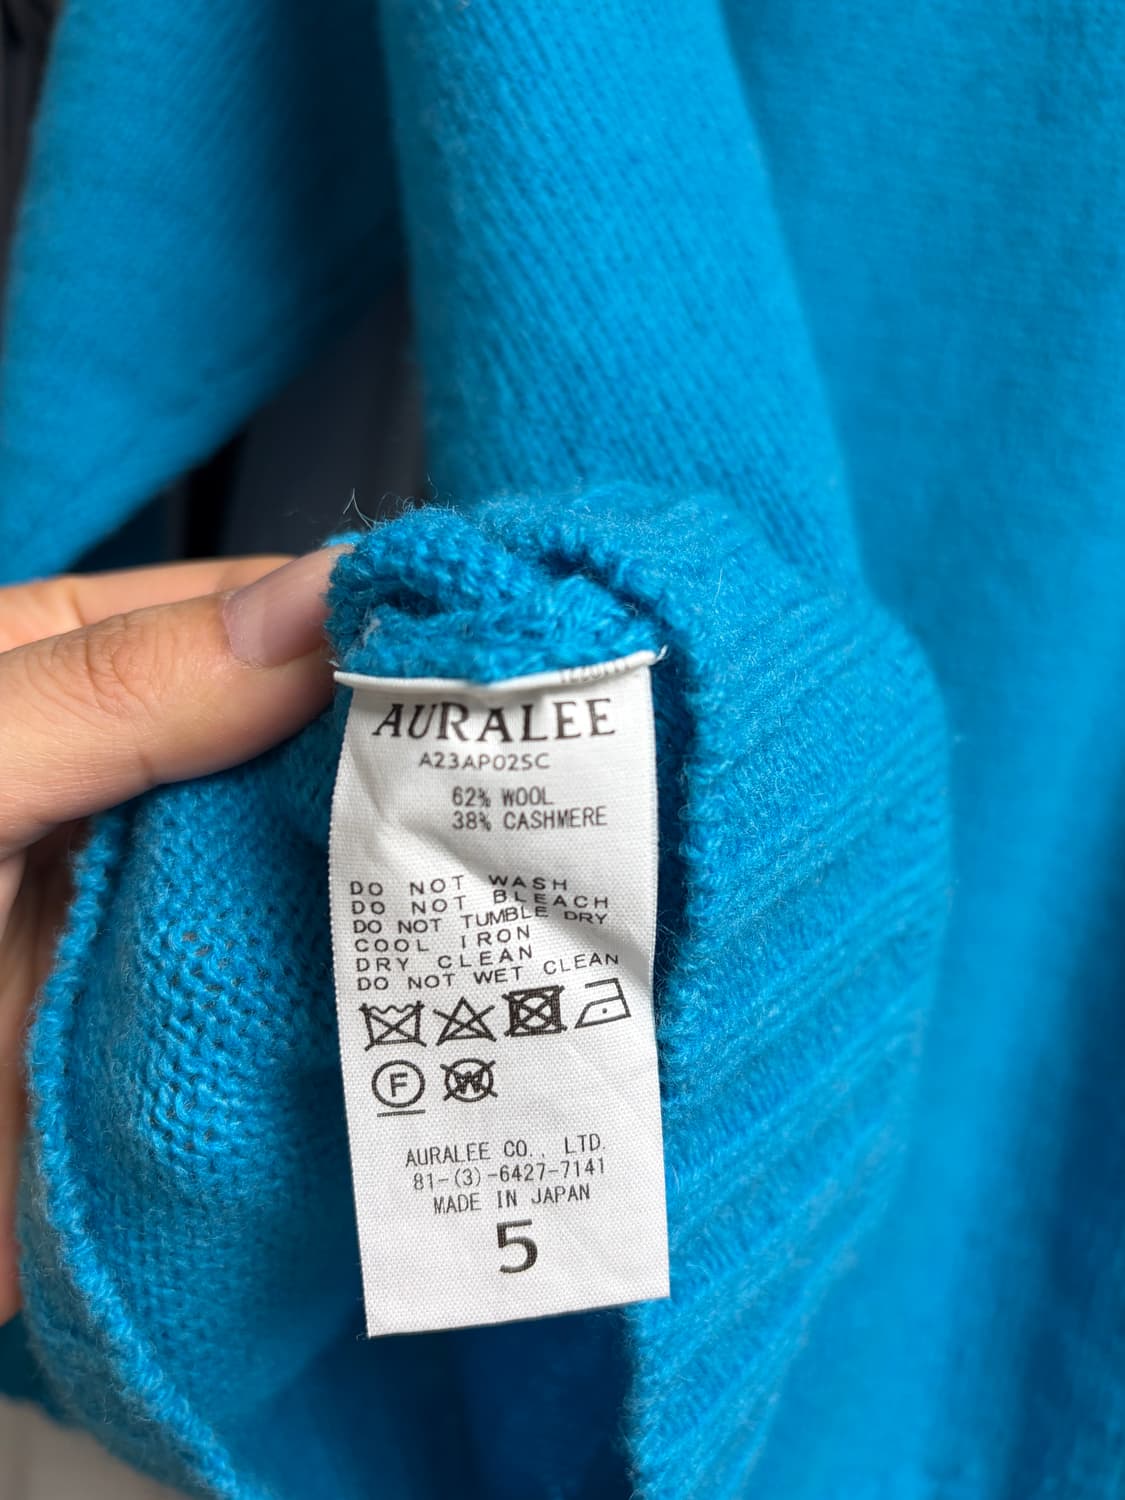 AURALEE
A23AP02SC
62% WOOL
38% CASHMERE
DO NOT WASH
DO NOT BLEACH
DO NOT TUMBLE DRY
COOL IRON
DRY CLEAN
DO NOT WET CLEAN
F
W
AURALEE CO., LTD.
81-(3)-6427-7141
MADE IN JAPAN
5